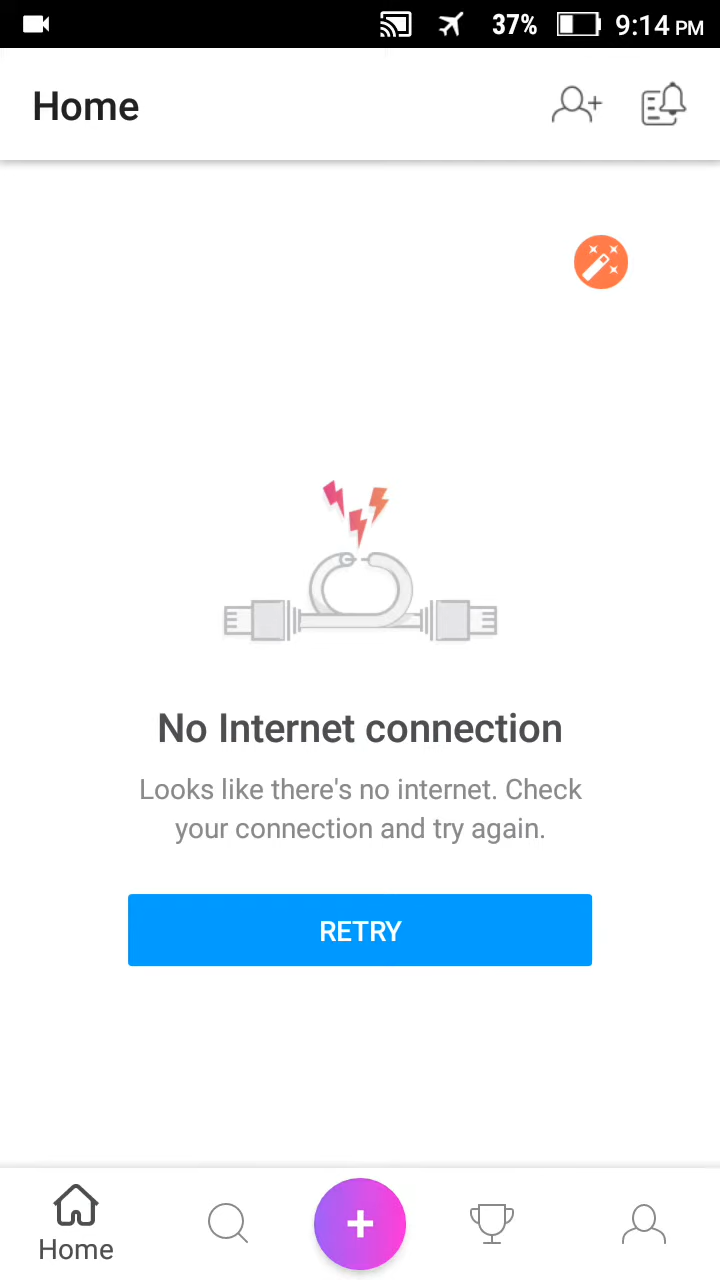 37% 9:14 PM
Home
No Internet connection
Looks like there's no internet. Check
your connection and try again.
RETRY
Home